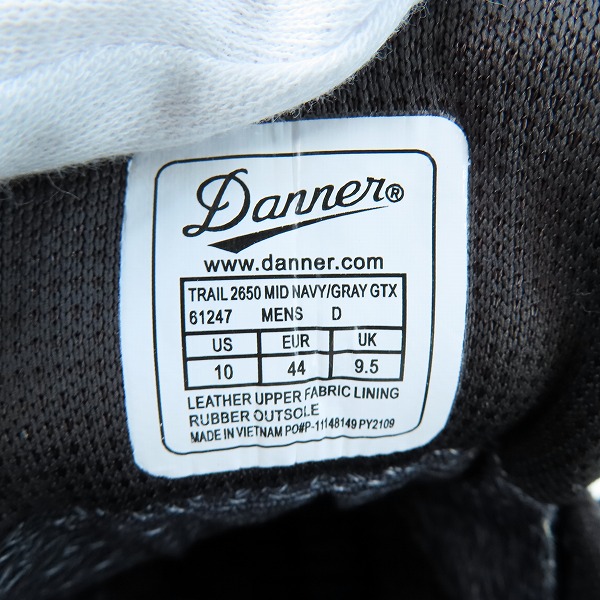 Danner®
www.danner.com
TRAIL 2650 MID NAVY/GRAY GTX
61247 MENS D
US EUR UK
10 44 9.5
LEATHER UPPER FABRIC LINING
RUBBER OUTSOLE
MADE IN VIETNAM PO#P-11148149 PY2109